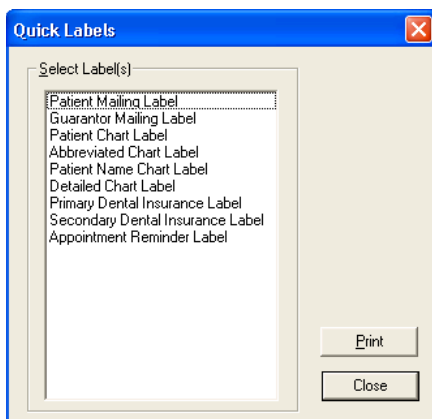 Quick Labels
Select Label(s)
Patient Mailing Label
Guarantor Mailing Label
Patient Chart Label
Abbreviated Chart Label
Patient Name Chart Label
Detailed Chart Label
Primary Dental Insurance Label
Secondary Dental Insurance Label
Appointment Reminder Label
Print
Close